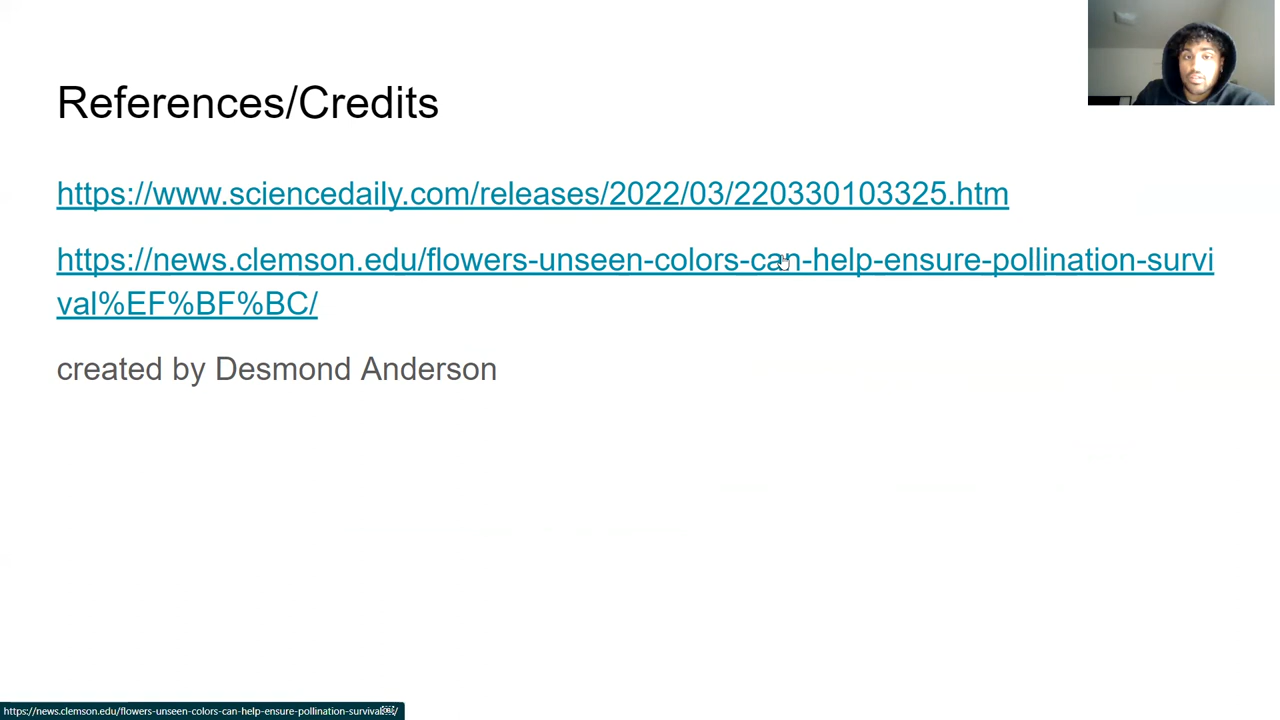 References/Credits
https://www.sciencedaily.com/releases/2022/03/220330103325.htm
https://news.clemson.edu/flowers-unseen-colors-can-help-ensure-pollination-survi
val%EF%BF%BC/
created by Desmond Anderson
https://news.clemson.edu/flowers-unseen-colors-can-help-ensure-pollination-survival/